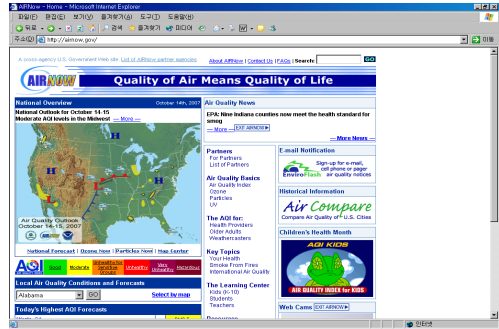 AIRNow - Home - Microsoft Internet Explorer
파일(F) 편집(E) 보기(V) 즐겨찾기(A) 도구(T) 도움말(H)
뒤로 검색 즐겨찾기 미디어
주소(D) http://airnow.gov/ 이동
A cross-agency U.S. Government Web site. List of AIRNow partner agencies
About AIRNow | Contact Us | FAQs | Search: GO
AIRNOW Quality of Air Means Quality of Life
National Overview October 14th, 2007
National Outlook for October 14-15
Moderate AQI levels in the Midwest — More —
H
H
H
L
L
Air Quality Outlook
October 14-15, 2007
AIRNOW
National Forecast | Ozone Now | Particles Now | Map Center
AQI Good Moderate Unhealthy for Sensitive Groups Unhealthy Very Unhealthy Hazardous
Local Air Quality Conditions and Forecasts
Alabama GO Select by map
Today's Highest AQI Forecasts
Air Quality News
EPA: Nine Indiana counties now meet the health standard for
smog
— More — EXIT AIRNOW
— More News —
Partners
For Partners
List of Partners
Air Quality Basics
Air Quality Index
Ozone
Particles
UV
The AQI for:
Health Providers
Older Adults
Weathercasters
Key Topics
Your Health
Smoke From Fires
International Air Quality
The Learning Center
Kids (K-10)
Students
Teachers
Resources
E-mail Notification
EnviroFlash
Sign-up for e-mail,
cell phone or pager
air quality notices
Historical Information
Air Compare
Compare Air Quality of U.S. Cities
Children's Health Month
AQI KIDS
AIR QUALITY INDEX for KIDS
Web Cams EXIT AIRNOW
인터넷